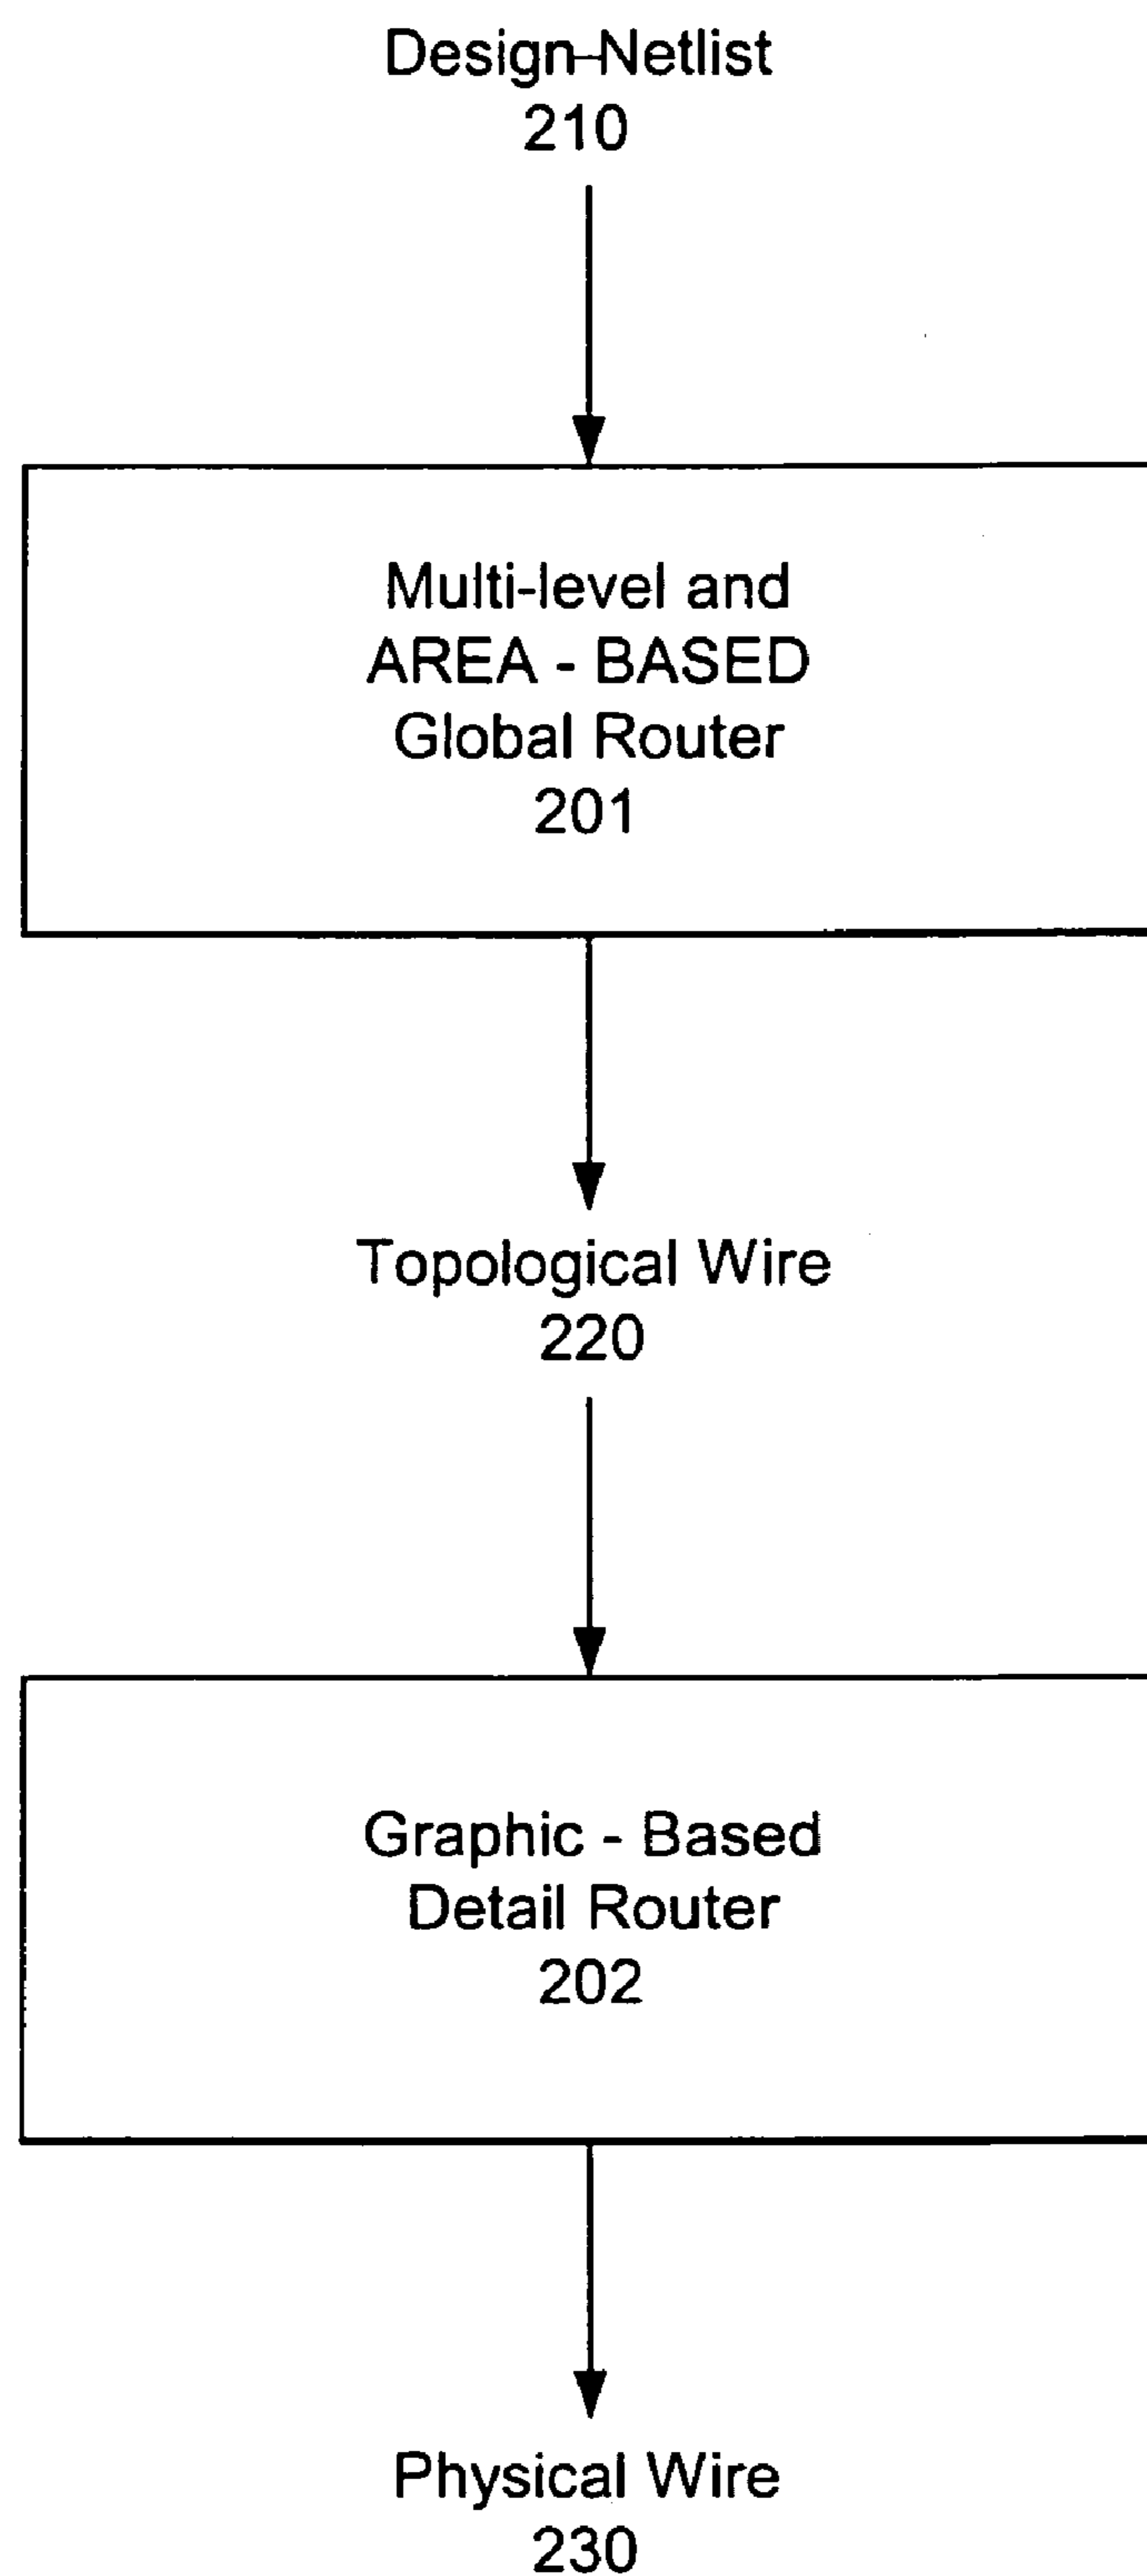 Design-Netlist
210
Multi-level and
AREA - BASED
Global Router
201
Topological Wire
220
Graphic - Based
Detail Router
202
Physical Wire
230